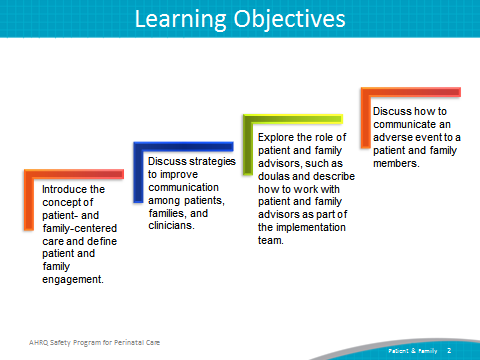 Learning Objectives
Introduce the
concept of
patient- and
family-centered
care and define
patient and
family
engagement.
Discuss strategies
to improve
communication
among patients,
families, and
clinicians.
Explore the role of
patient and family
advisors, such as
doulas and describe
how to work with
patient and family
advisors as part of
the implementation
team.
Discuss how to
communicate an
adverse event to a
patient and family
members.
AHRQ Safety Program for Perinatal Care
Patient & Family 2